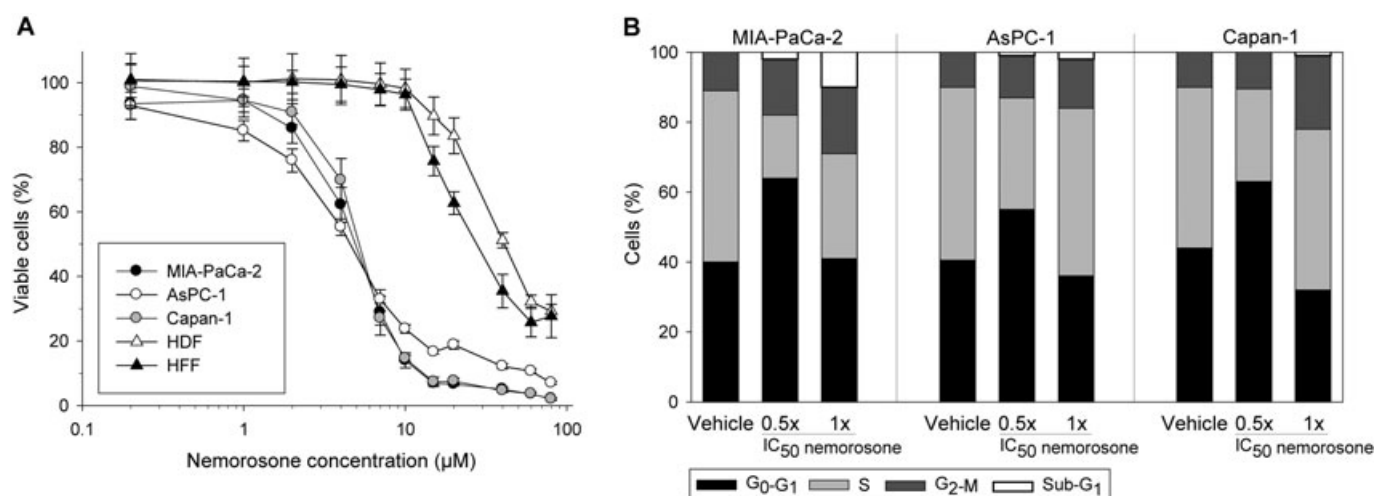 A
Viable cells (%)
100
80
60
40
20
0
MIA-PaCa-2
AsPC-1
Capan-1
HDF
HFF
0.1 1 10 100
Nemorosone concentration (µM)
B
MIA-PaCa-2 AsPC-1 Capan-1
Cells (%)
100
80
60
40
20
0
Vehicle 0.5x 1x Vehicle 0.5x 1x Vehicle 0.5x 1x
IC50 nemorosone IC50 nemorosone IC50 nemorosone
G0-G1 S G2-M Sub-G1